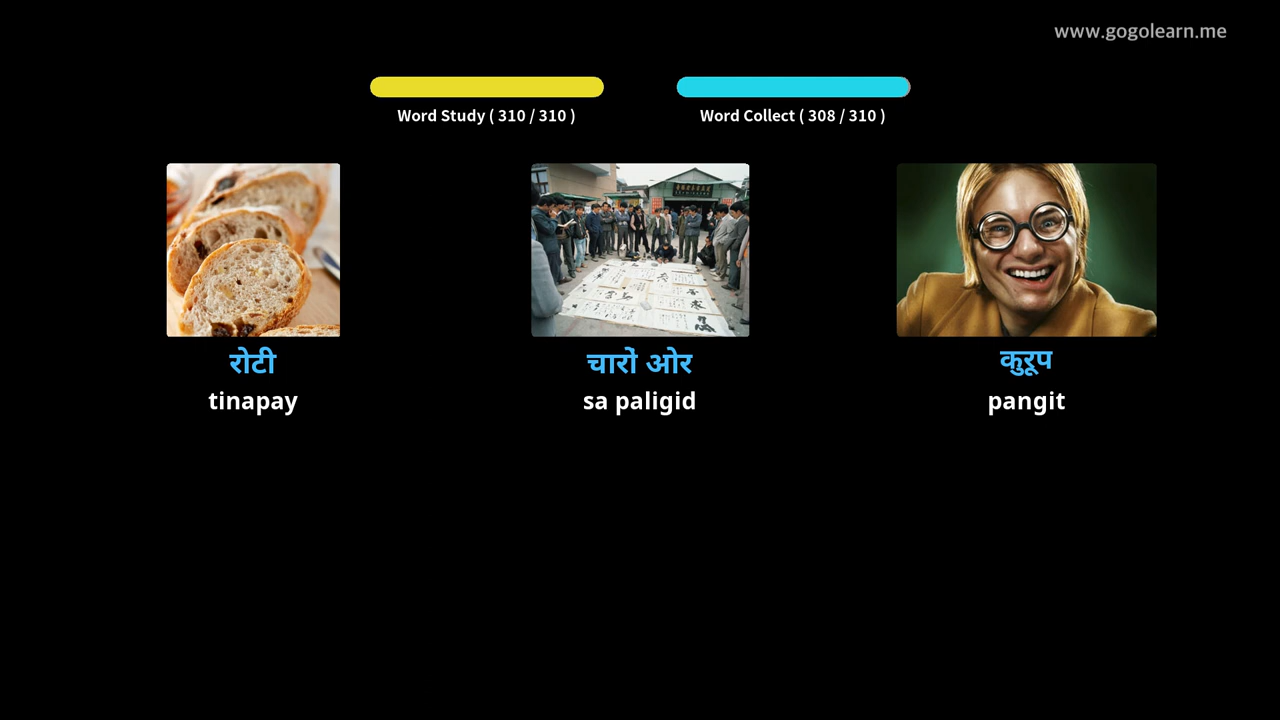 www.gogolearn.me
Word Study ( 310 / 310 )
Word Collect ( 308 / 310 )
रोटी
चारों ओर
कुरूप
tinapay
sa paligid
pangit